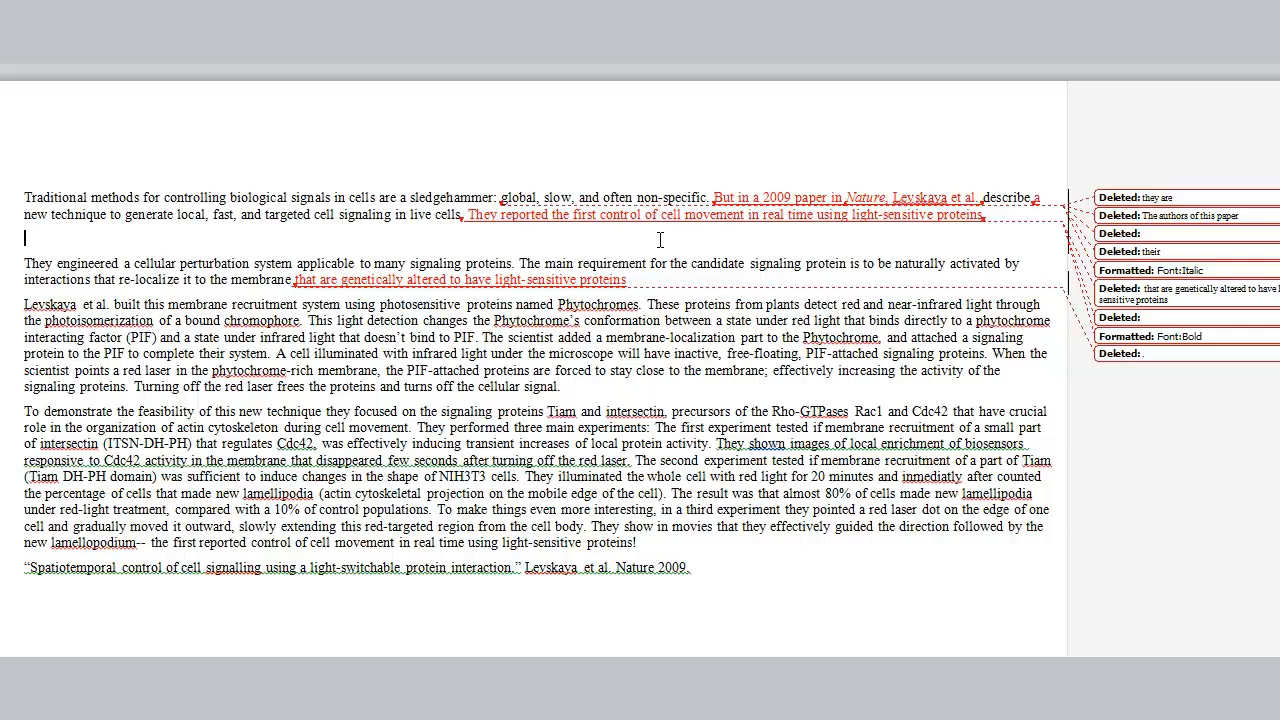 Traditional methods for controlling biological signals in cells are a sledgehammer: global, slow, and often non-specific. But in a 2009 paper in Nature, Levskaya et al. describe a
new technique to generate local, fast, and targeted cell signaling in live cells. They reported the first control of cell movement in real time using light-sensitive proteins
They engineered a cellular perturbation system applicable to many signaling proteins. The main requirement for the candidate signaling protein is to be naturally activated by
interactions that re-localize it to the membrane that are genetically altered to have light-sensitive proteins
Levskaya et al. built this membrane recruitment system using photosensitive proteins named Phytochromes. These proteins from plants detect red and near-infrared light through
the photoisomerization of a bound chromophore. This light detection changes the Phytochrome's conformation between a state under red light that binds directly to a phytochrome
interacting factor (PIF) and a state under infrared light that doesn't bind to PIF. The scientist added a membrane-localization part to the Phytochrome, and attached a signaling
protein to the PIF to complete their system. A cell illuminated with infrared light under the microscope will have inactive, free-floating, PIF-attached signaling proteins. When the
scientist points a red laser in the phytochrome-rich membrane, the PIF-attached proteins are forced to stay close to the membrane; effectively increasing the activity of the
signaling proteins. Turning off the red laser frees the proteins and turns off the cellular signal.
To demonstrate the feasibility of this new technique they focused on the signaling proteins Tiam and intersectin, precursors of the Rho-GTPases Rac1 and Cdc42 that have crucial
role in the organization of actin cytoskeleton during cell movement. They performed three main experiments: The first experiment tested if membrane recruitment of a small part
of intersectin (ITSN-DH-PH) that regulates Cdc42, was effectively inducing transient increases of local protein activity. They shown images of local enrichment of biosensors
responsive to Cdc42 activity in the membrane that disappeared few seconds after turning off the red laser. The second experiment tested if membrane recruitment of a part of Tiam
(Tiam DH-PH domain) was sufficient to induce changes in the shape of NIH3T3 cells. They illuminated the whole cell with red light for 20 minutes and inmediatly after counted
the percentage of cells that made new lamellipodia (actin cytoskeletal projection on the mobile edge of the cell). The result was that almost 80% of cells made new lamellipodia
under red-light treatment, compared with a 10% of control populations. To make things even more interesting, in a third experiment they pointed a red laser dot on the edge of one
cell and gradually moved it outward, slowly extending this red-targeted region from the cell body. They show in movies that they effectively guided the direction followed by the
new lamellopodium-- the first reported control of cell movement in real time using light-sensitive proteins!
“Spatiotemporal control of cell signalling using a light-switchable protein interaction.” Levskaya et al. Nature 2009.
Deleted: they are
Deleted: The authors of this paper
Deleted:
Deleted: their
Formatted: Font:Italic
Deleted: that are genetically altered to have l
sensitive proteins
Deleted:
Formatted: Font:Bold
Deleted: .